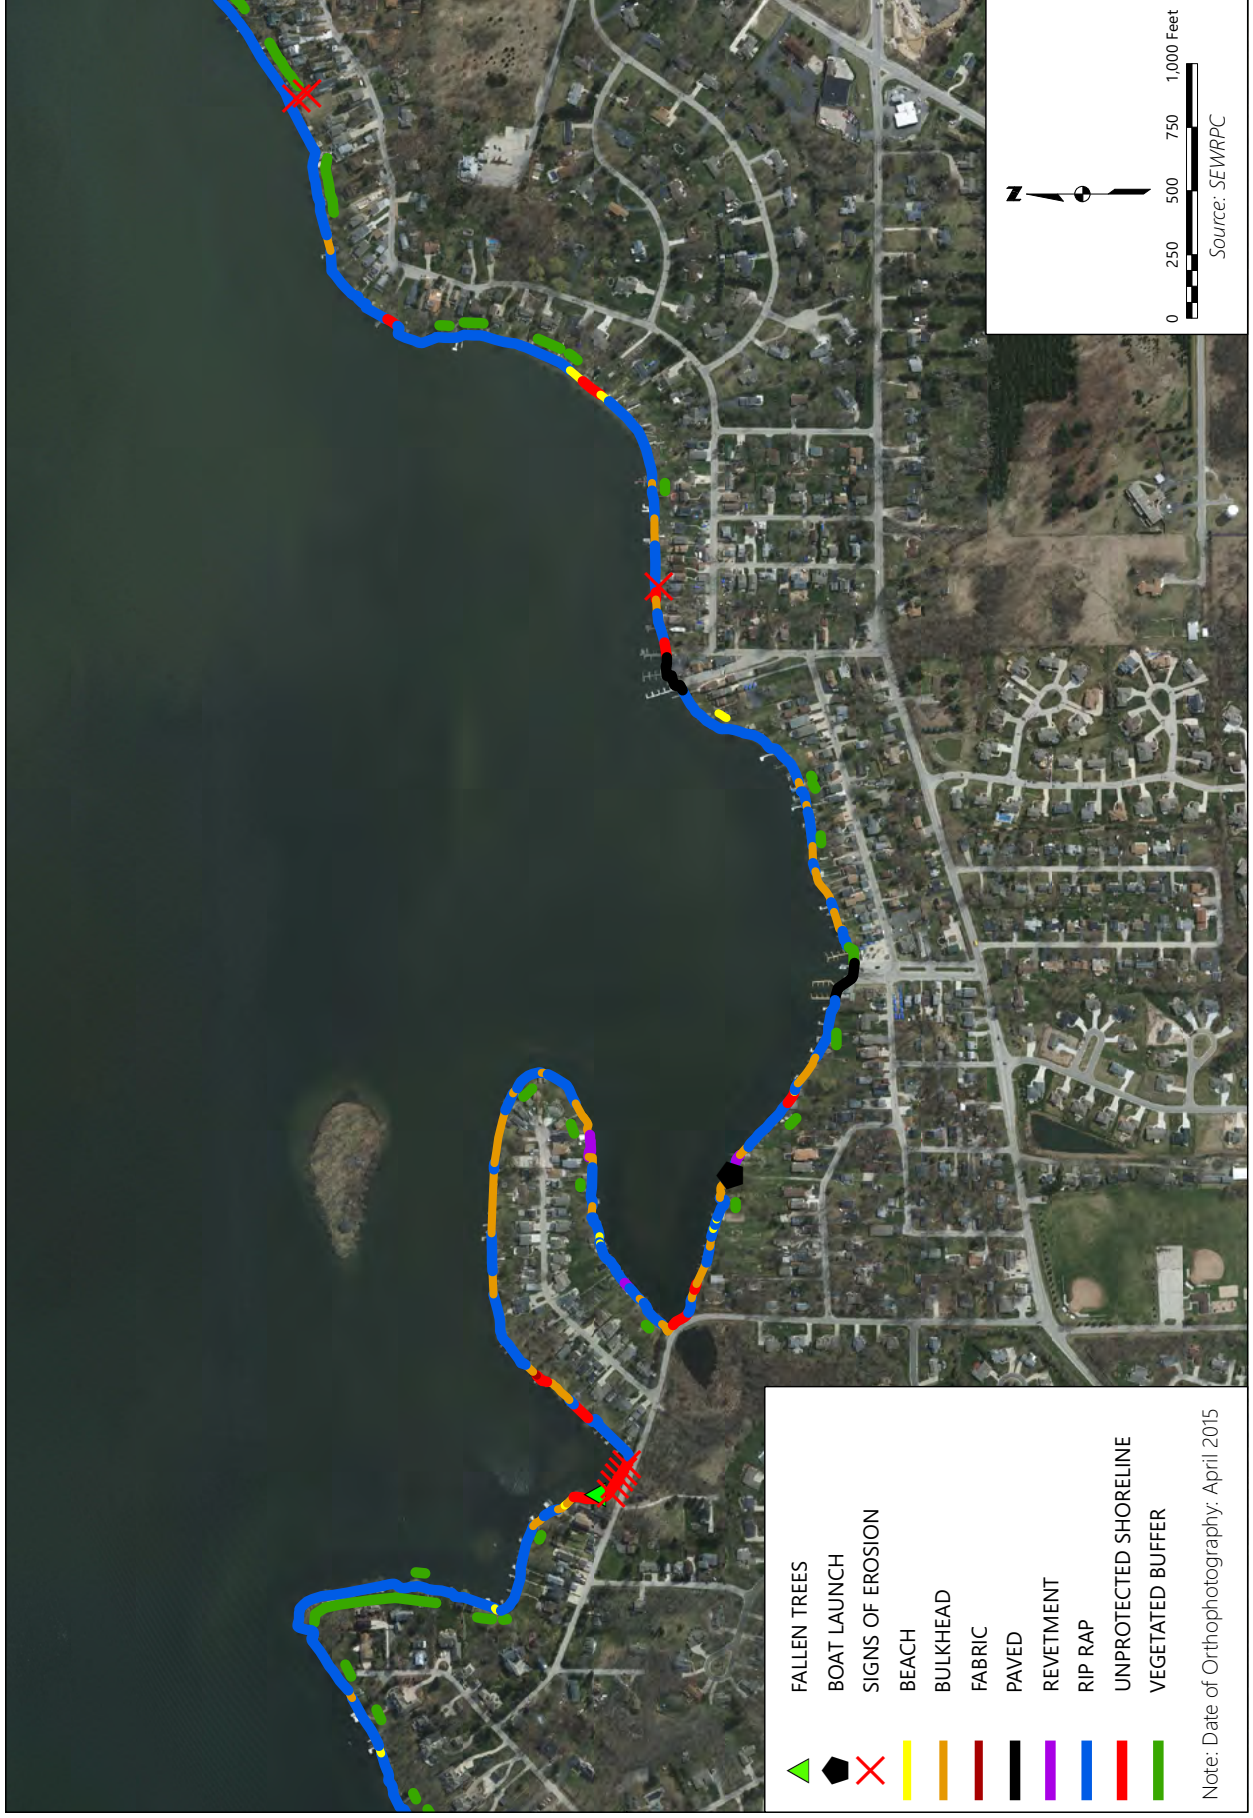 FALLEN TREES
BOAT LAUNCH
SIGNS OF EROSION
BEACH
BULKHEAD
FABRIC
PAVED
REVETMENT
RIP RAP
UNPROTECTED SHORELINE
VEGETATED BUFFER
Note: Date of Orthophotography: April 2015
N
0 250 500 750 1,000 Feet
Source: SEWRPC